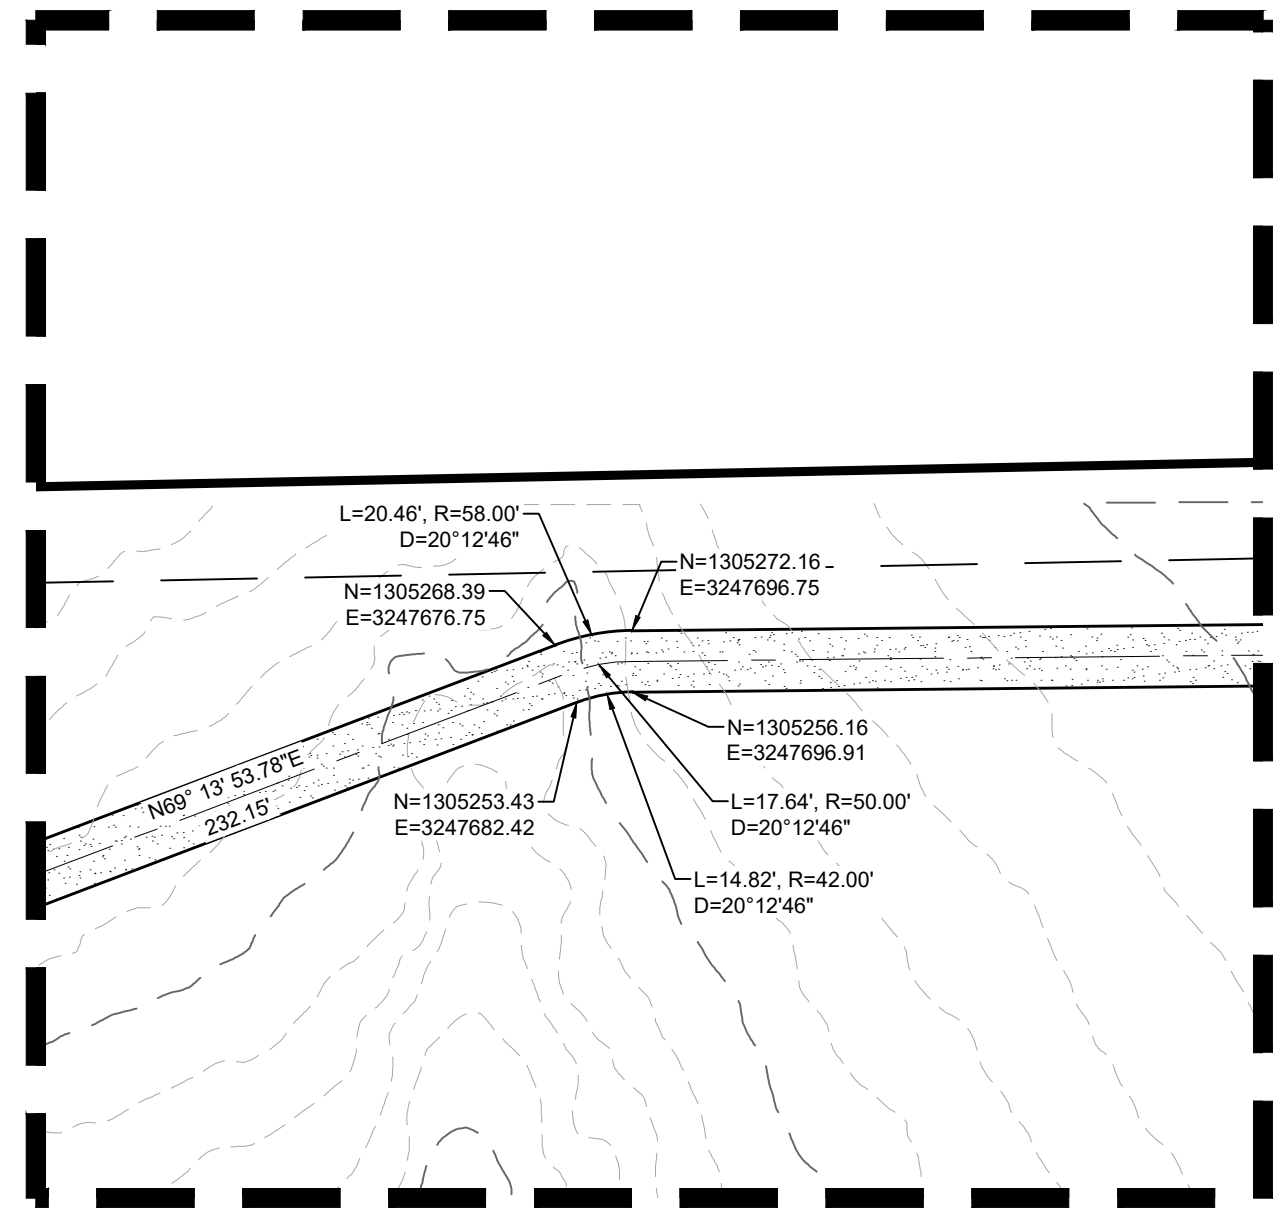 L=20.46', R=58.00'
D=20°12'46"
N=1305272.16
E=3247696.75
N=1305268.39
E=3247676.75
N=1305256.16
E=3247696.91
N69° 13' 53.78"E
232.15'
N=1305253.43
E=3247682.42
L=17.64', R=50.00'
D=20°12'46"
L=14.82', R=42.00'
D=20°12'46"